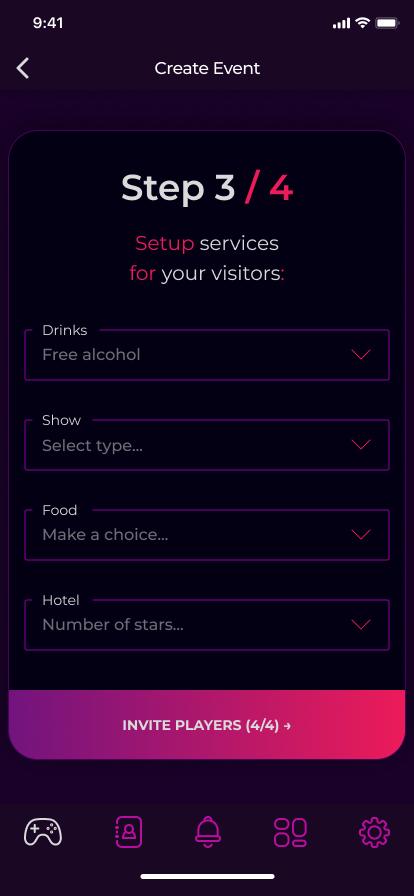 9:41
Create Event
Step 3 / 4
Setup services
for your visitors:
Drinks
Free alcohol
Show
Select type...
Food
Make a choice...
Hotel
Number of stars...
INVITE PLAYERS (4/4) →